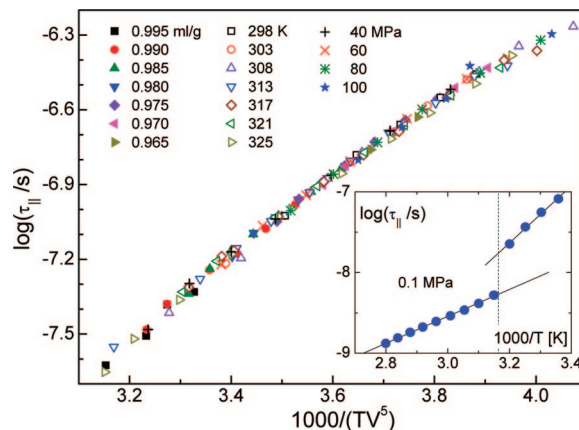 -6.3
-6.6
-6.9
-7.2
-7.5
log(τ∥ /s)
0.995 ml/g
0.990
0.985
0.980
0.975
0.970
0.965
298 K
303
308
313
317
321
325
40 MPa
60
80
100
3.2 3.4 3.6 3.8 4.0
1000/(TV⁵)
-7
-8
-9
log(τ∥ /s)
0.1 MPa
1000/T [K]
2.8 3.0 3.2 3.4